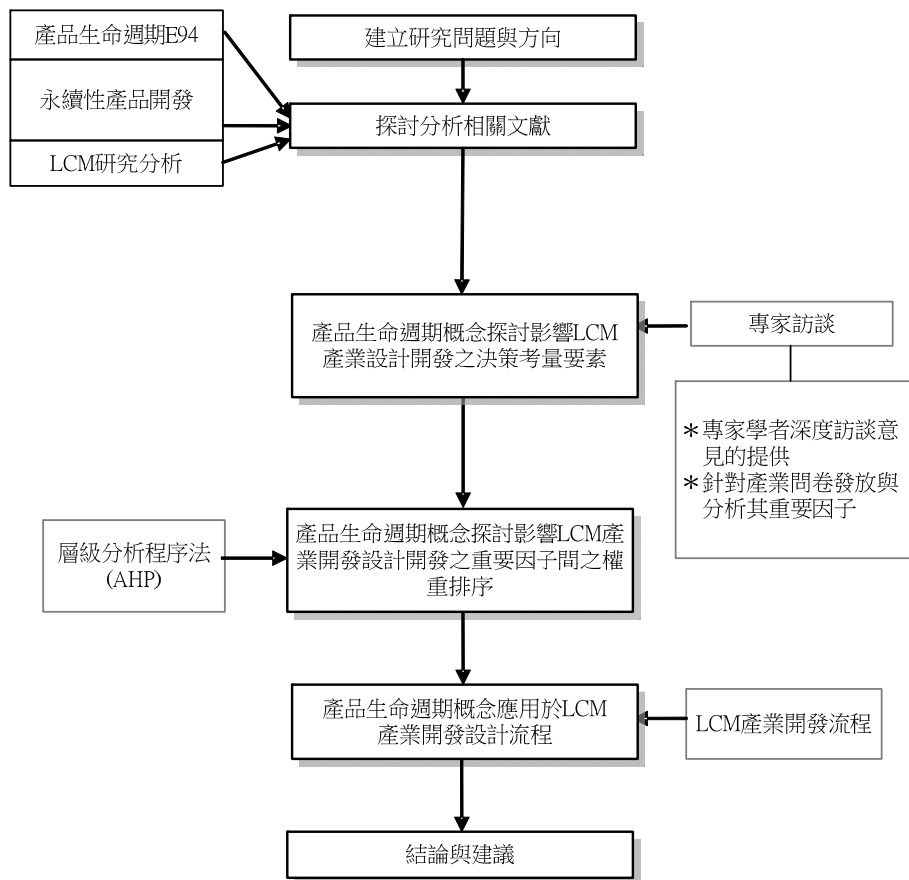 產品生命週期E94
永續性產品開發
LCM研究分析
建立研究問題與方向
探討分析相關文獻
產品生命週期概念探討影響LCM
產業設計開發之決策考量要素
專家訪談
＊專家學者深度訪談意
見的提供
＊針對產業問卷發放與
分析其重要因子
層級分析程序法
(AHP)
產品生命週期概念探討影響LCM產
業開發設計開發之重要因子間之權
重排序
產品生命週期概念應用於LCM
產業開發設計流程
LCM產業開發流程
結論與建議